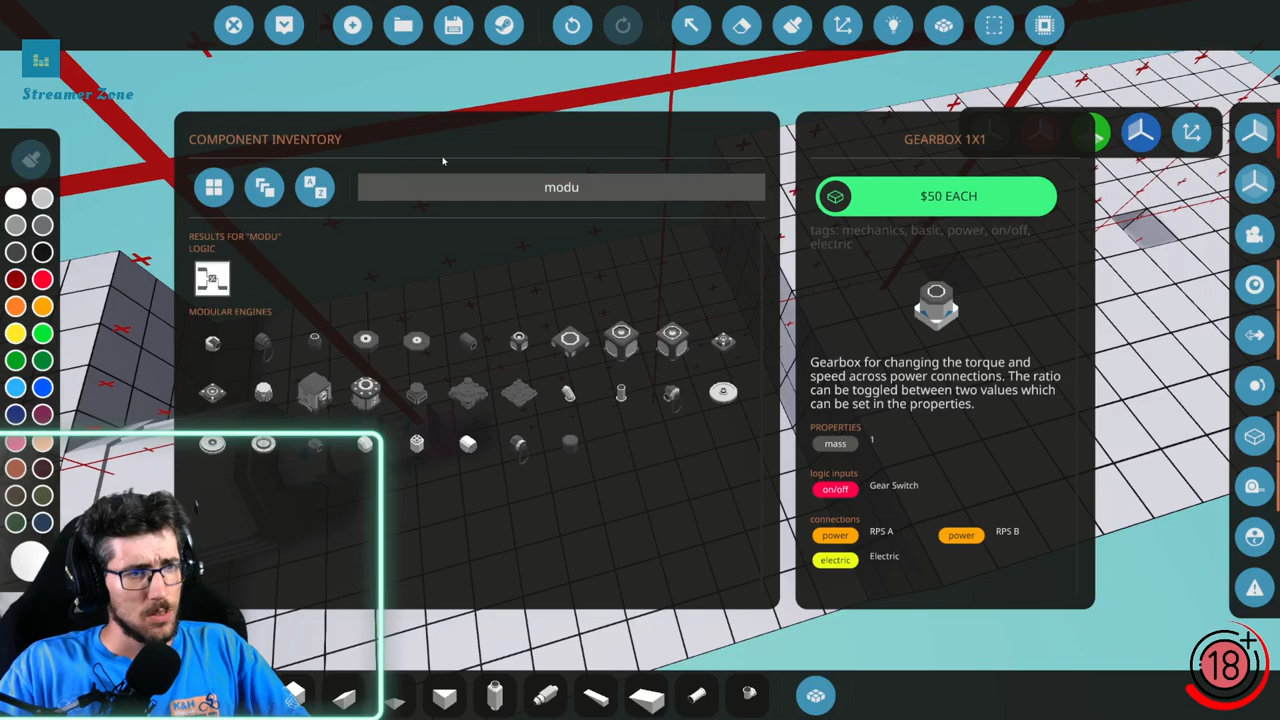 Streamer Zone
COMPONENT INVENTORY
modu
RESULTS FOR "MODU"
LOGIC
MODULAR ENGINES
GEARBOX 1X1
$50 EACH
tags: mechanics, basic, power, on/off,
electric
Gearbox for changing the torque and
speed across power connections. The ratio
can be toggled between two values which
can be set in the properties.
PROPERTIES
mass 1
logic inputs
on/off Gear Switch
connections
power RPS A power RPS B
electric Electric
K&H
18+